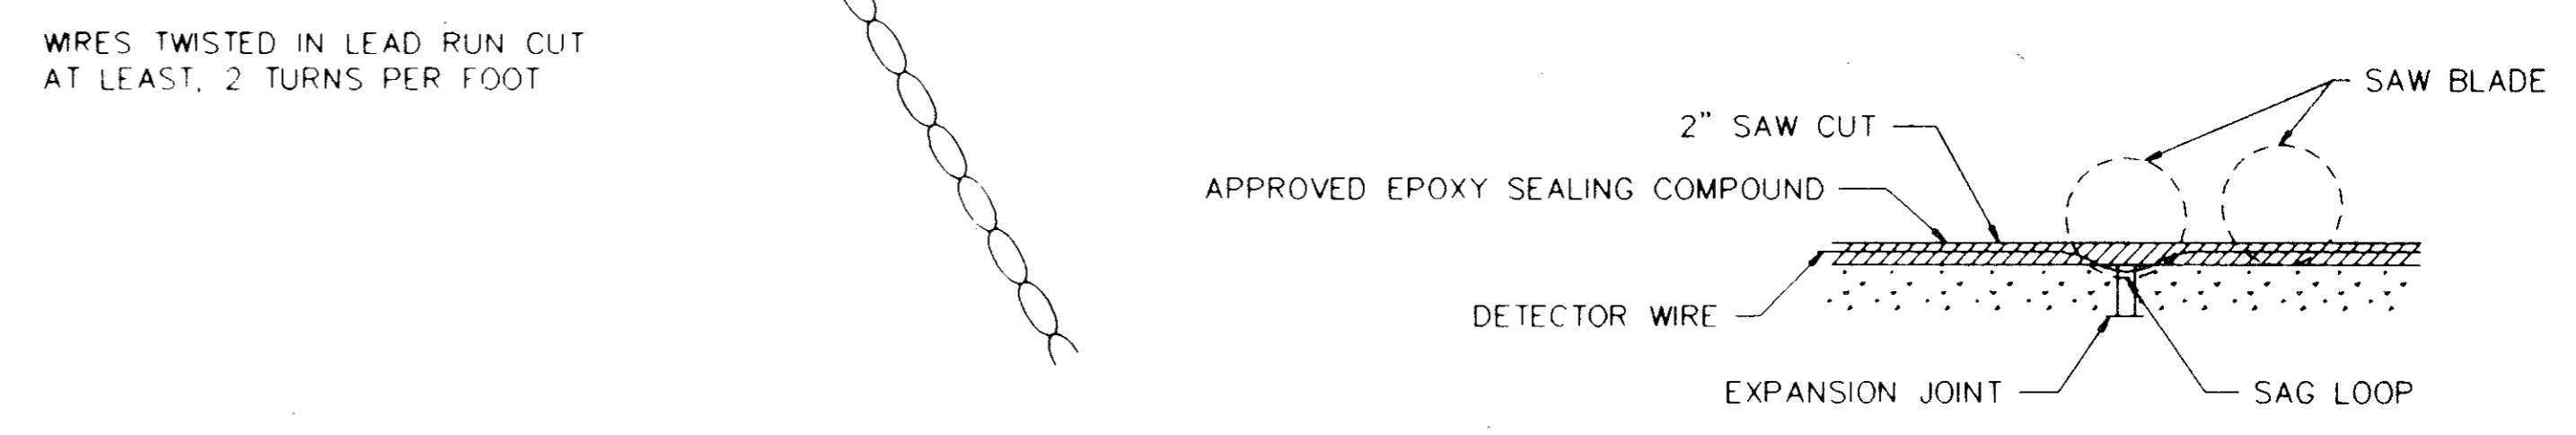 WIRES TWISTED IN LEAD RUN CUT
AT LEAST, 2 TURNS PER FOOT
SAW BLADE
2" SAW CUT
APPROVED EPOXY SEALING COMPOUND
DETECTOR WIRE
EXPANSION JOINT
SAG LOOP